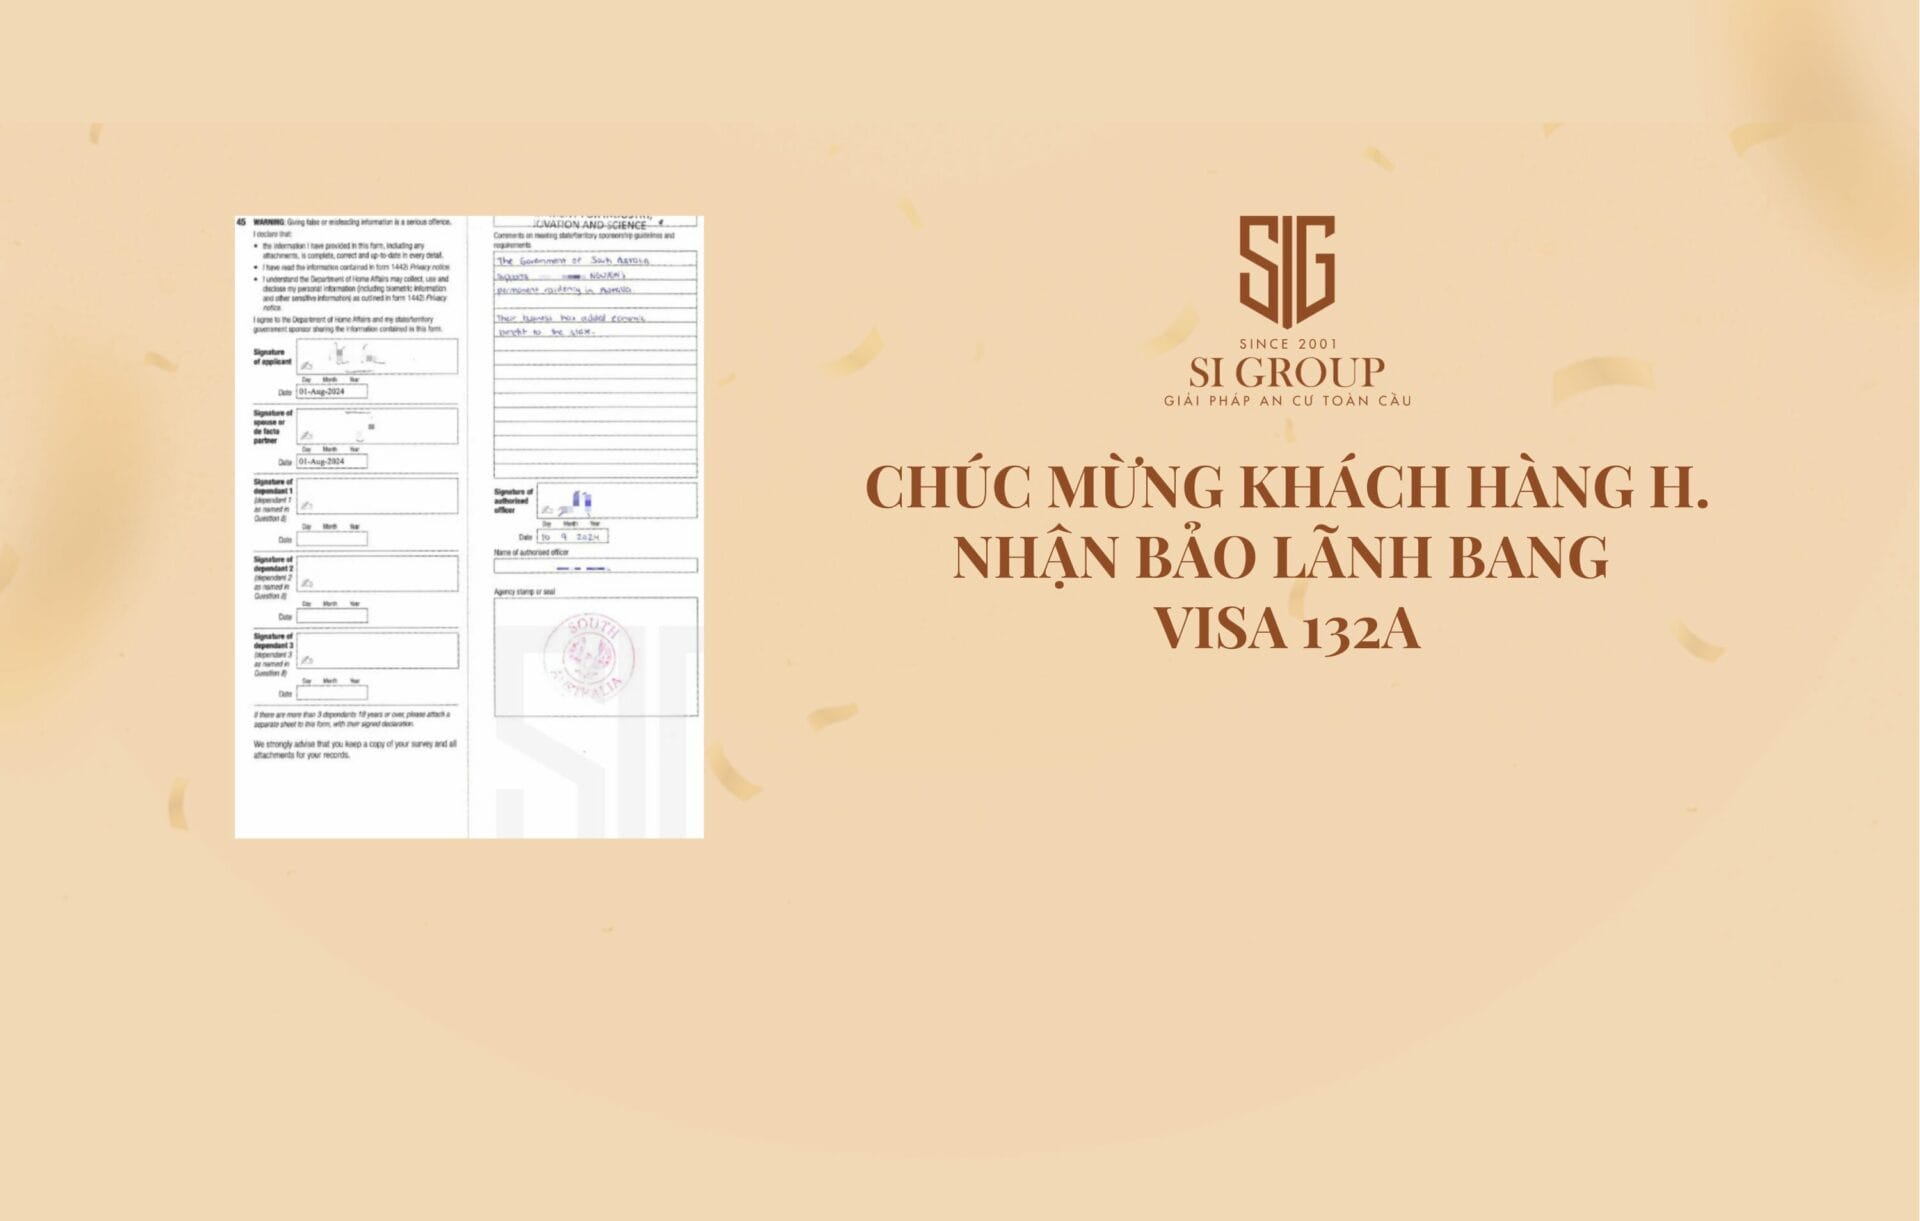 45 WARNING: Giving false or misleading information is a serious offence.
I declare that:
• the information I have provided in this form, including any
attachments, is complete, correct and up-to-date in every detail.
• I have read the information contained in form 1442i Privacy notice.
• I understand the Department of Home Affairs may collect, use and
disclose my personal information (including biometric information
and other sensitive information) as outlined in form 1442i Privacy
notice.
I agree to the Department of Home Affairs and my state/territory
government sponsor sharing the information contained in this form.
Signature
of applicant
Day Month Year
Date 01-Aug-2024
Signature of
spouse or
de facto
partner
Day Month Year
Date 01-Aug-2024
Signature of
dependant 1
(dependant 1
as named in
Question 8)
Day Month Year
Date
Signature of
dependant 2
(dependant 2
as named in
Question 8)
Day Month Year
Date
Signature of
dependant 3
(dependant 3
as named in
Question 8)
Day Month Year
Date
If there are more than 3 dependants 18 years or over, please attach a
separate sheet to this form, with their signed declaration.
We strongly advise that you keep a copy of your survey and all
attachments for your records.
AND SCIENCE
Comments on meeting state/territory sponsorship guidelines and
requirements
The Government of South Australia
supports
permanent residency in Australia.
Their business has added economic
benefit to the state.
Signature of
authorised
officer
Day Month Year
Date 10 9 2024
Name of authorised officer
Agency stamp or seal
SOUTH
AUSTRALIA
SIG
SINCE 2001
SI GROUP
GIẢI PHÁP AN CƯ TOÀN CẦU
CHÚC MỪNG KHÁCH HÀNG H.
NHẬN BẢO LÃNH BANG
VISA 132A